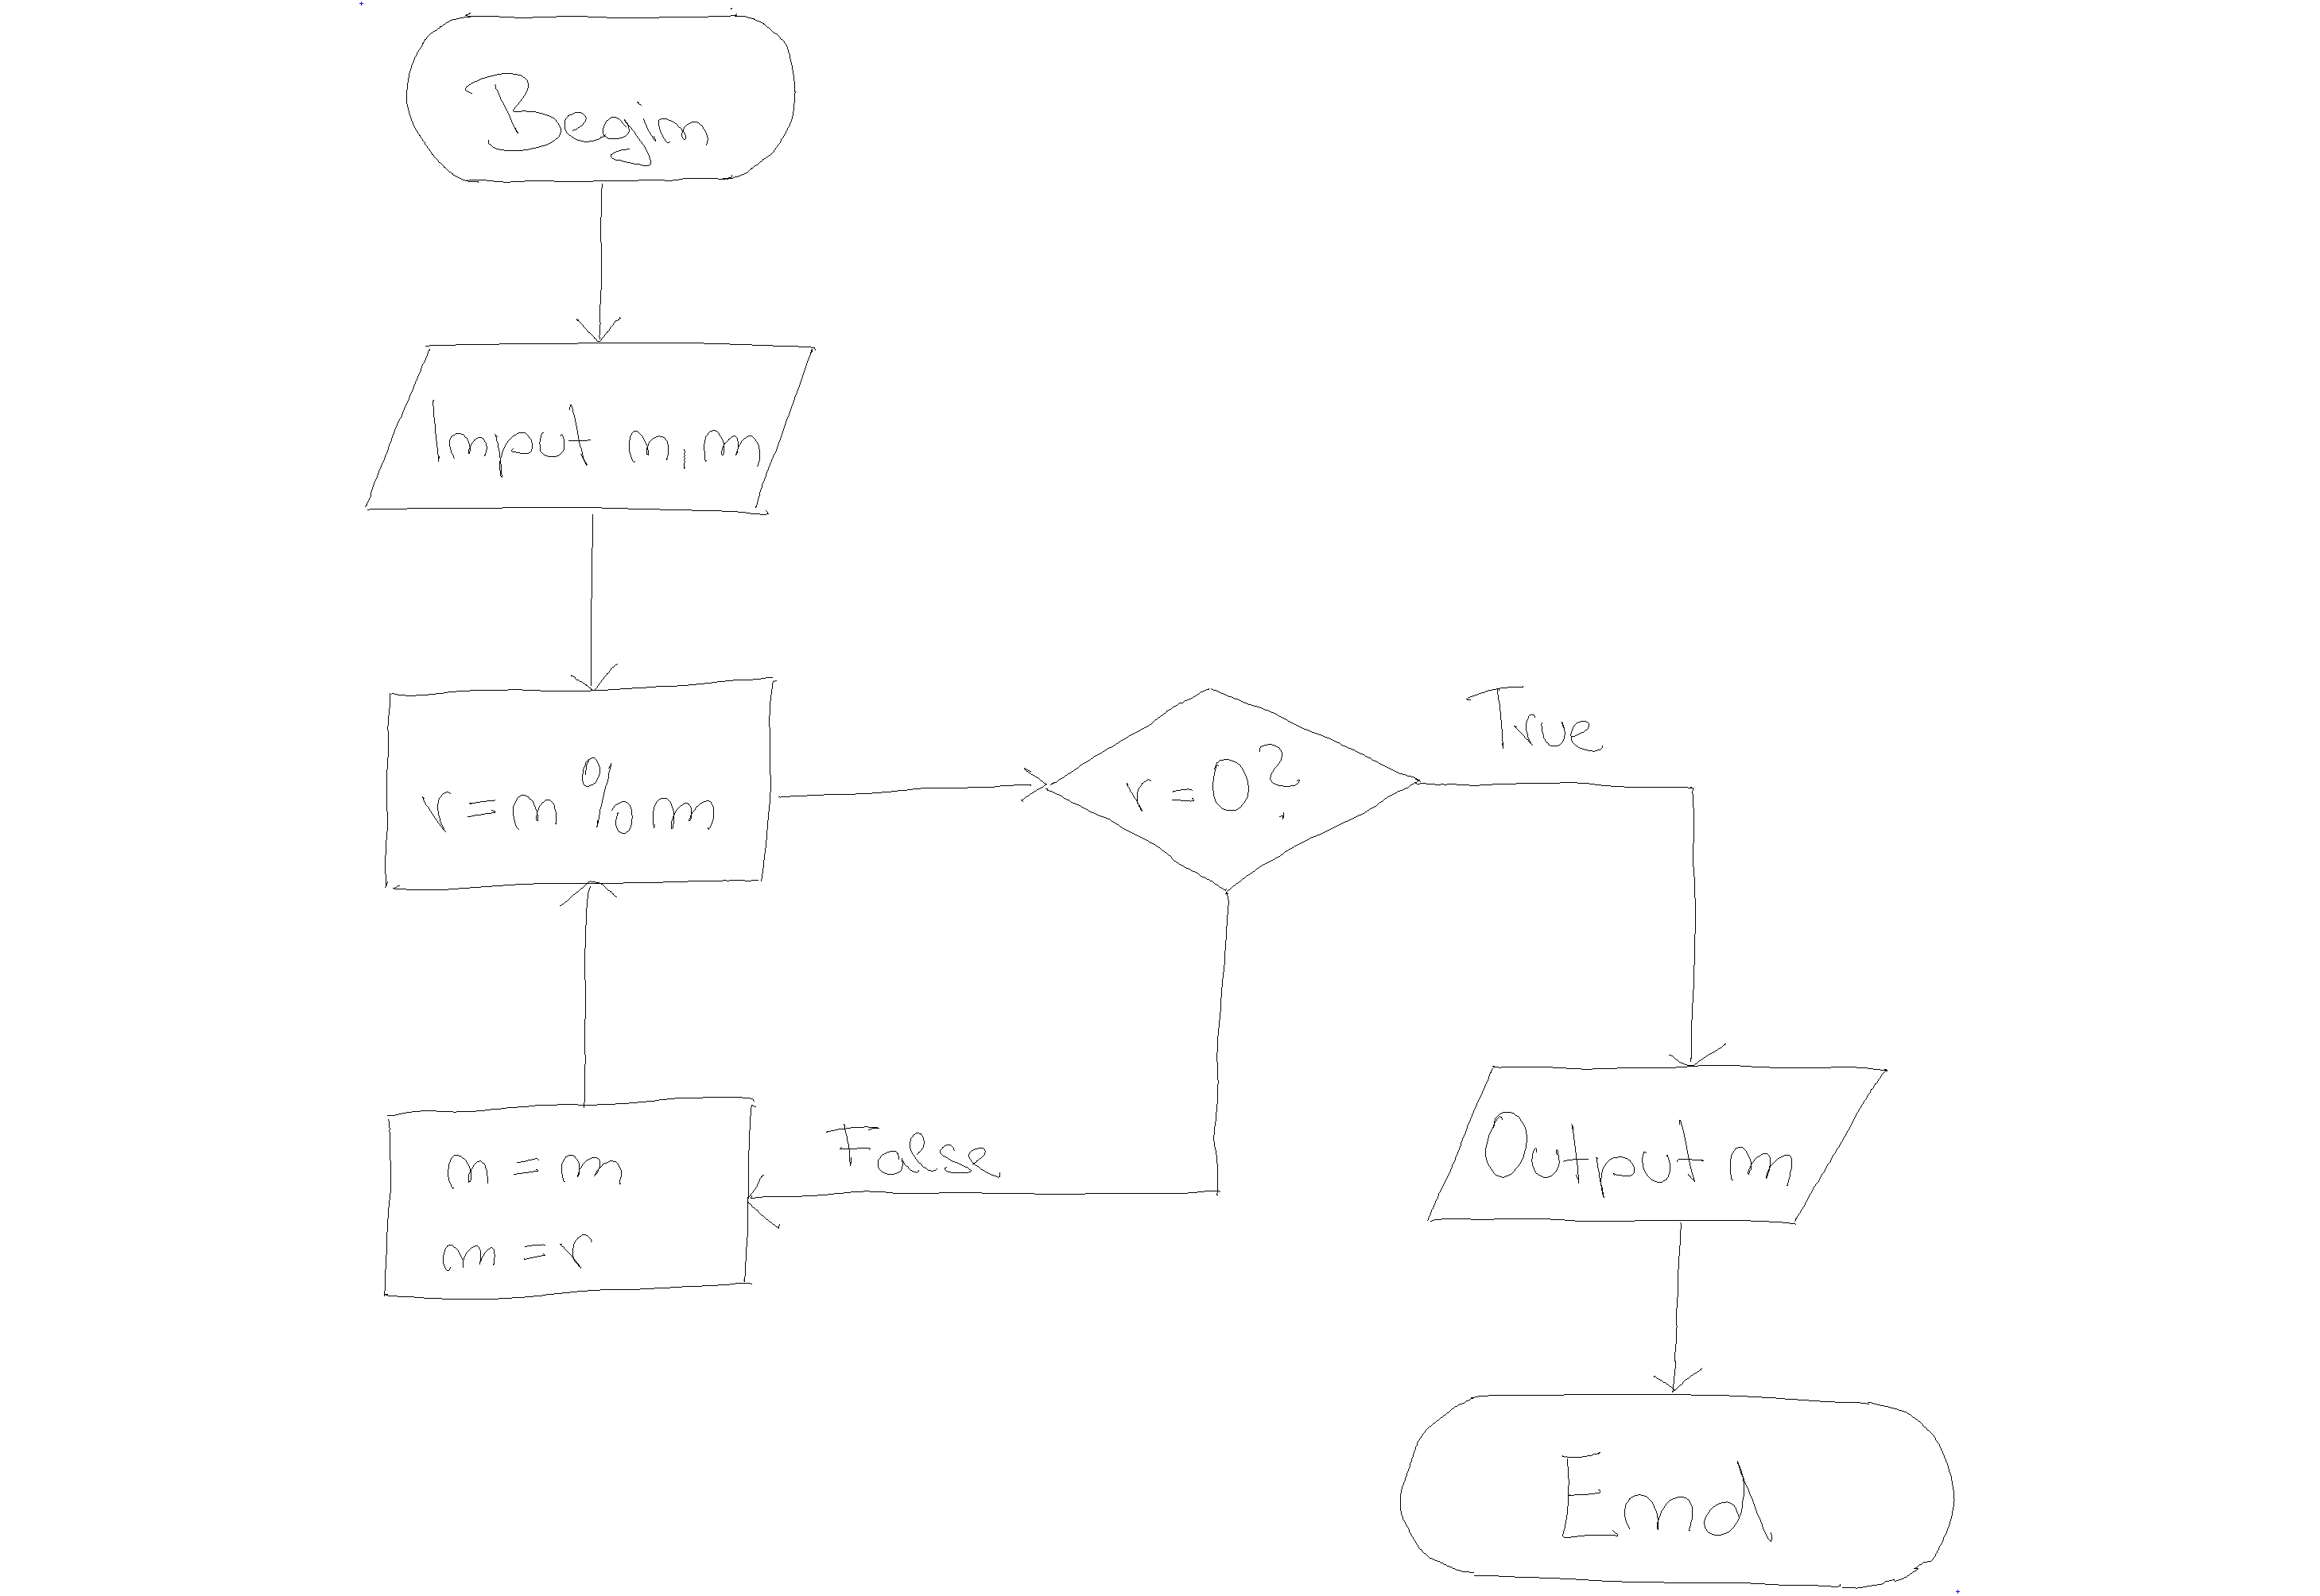 Begin
Input n, m
r = n % m
r = 0?
True
False
n = m
m = r
Output m
End